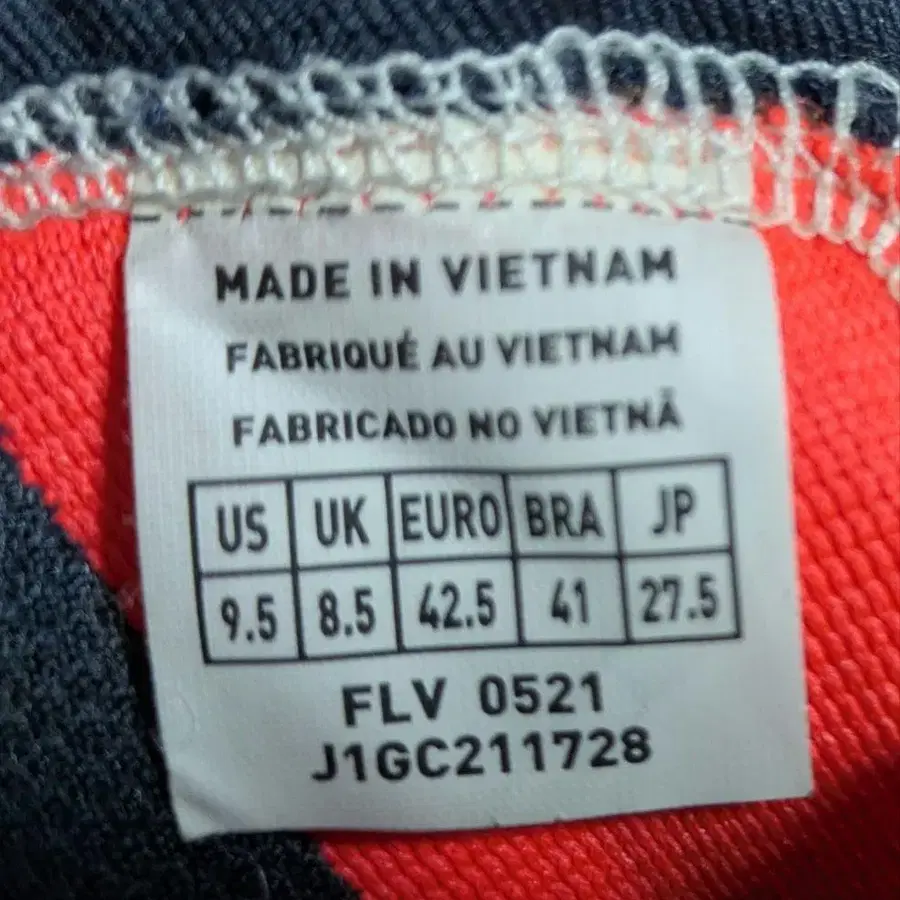 MADE IN VIETNAM
FABRIQUÉ AU VIETNAM
FABRICADO NO VIETNÃ
US UK EURO BRA JP
9.5 8.5 42.5 41 27.5
FLV 0521
J1GC211728